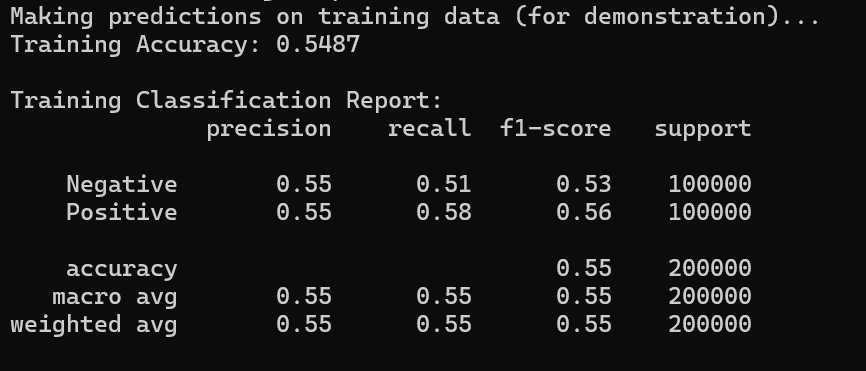 Making predictions on training data (for demonstration)...
Training Accuracy: 0.5487
Training Classification Report:
precision recall f1-score support
Negative 0.55 0.51 0.53 100000
Positive 0.55 0.58 0.56 100000
accuracy 0.55 200000
macro avg 0.55 0.55 0.55 200000
weighted avg 0.55 0.55 0.55 200000